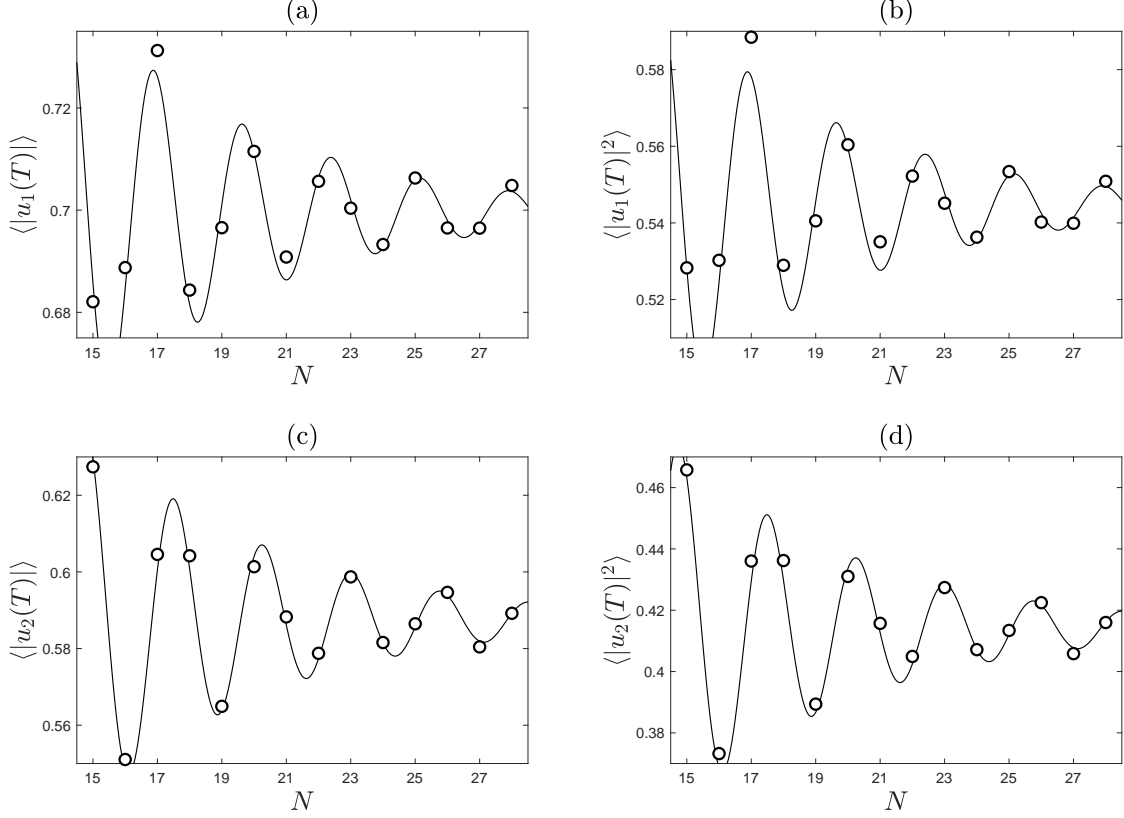 (a)
⟨|u₁(T)|⟩
0.72
0.7
0.68
15 17 19 21 23 25 27
N
(b)
⟨|u₁(T)|²⟩
0.58
0.56
0.54
0.52
15 17 19 21 23 25 27
N
(c)
⟨|u₂(T)|⟩
0.62
0.6
0.58
0.56
15 17 19 21 23 25 27
N
(d)
⟨|u₂(T)|²⟩
0.46
0.44
0.42
0.4
0.38
15 17 19 21 23 25 27
N